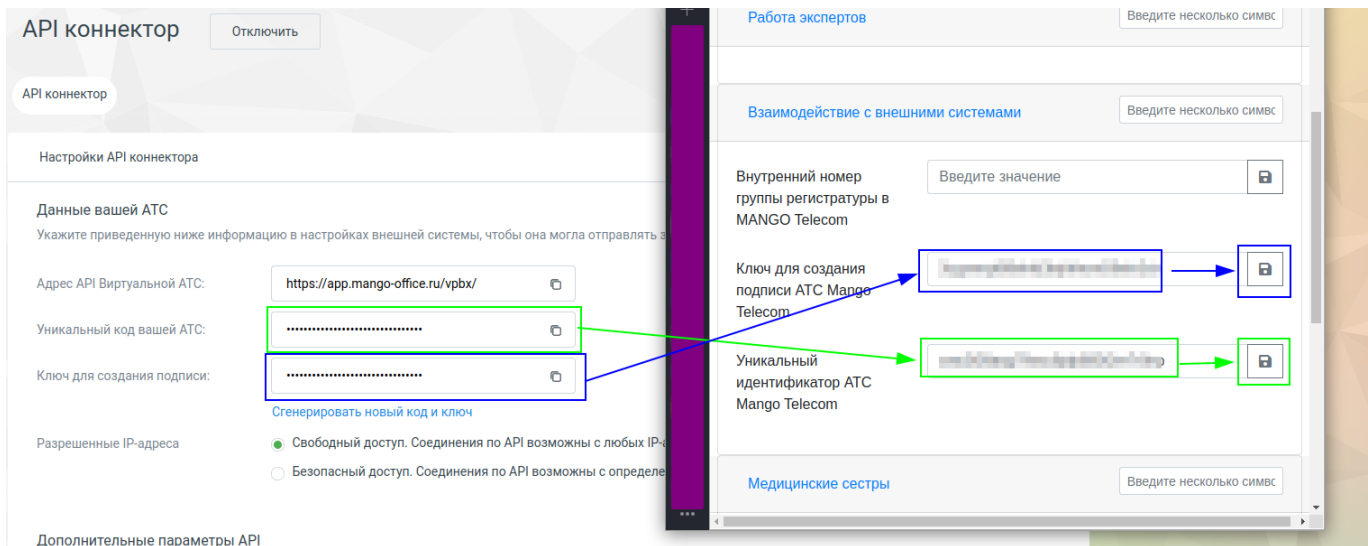 API коннектор
Отключить
API коннектор
Настройки API коннектора
Данные вашей АТС
Укажите приведенную ниже информацию в настройках внешней системы, чтобы она могла отправлять з
Адрес API Виртуальной АТС:
https://app.mango-office.ru/vpbx/
Уникальный код вашей АТС:
Ключ для создания подписи:
Сгенерировать новый код и ключ
Разрешенные IP-адреса
Свободный доступ. Соединения по API возможны с любых IP-а
Безопасный доступ. Соединения по API возможны с определе
Дополнительные параметры API
Работа экспертов
Введите несколько симвс
Взаимодействие с внешними системами
Введите несколько симвс
Внутренний номер
группы регистратуры в
MANGO Telecom
Введите значение
Ключ для создания
подписи АТС Mango
Telecom
Уникальный
идентификатор АТС
Mango Telecom
Медицинские сестры
Введите несколько симвс